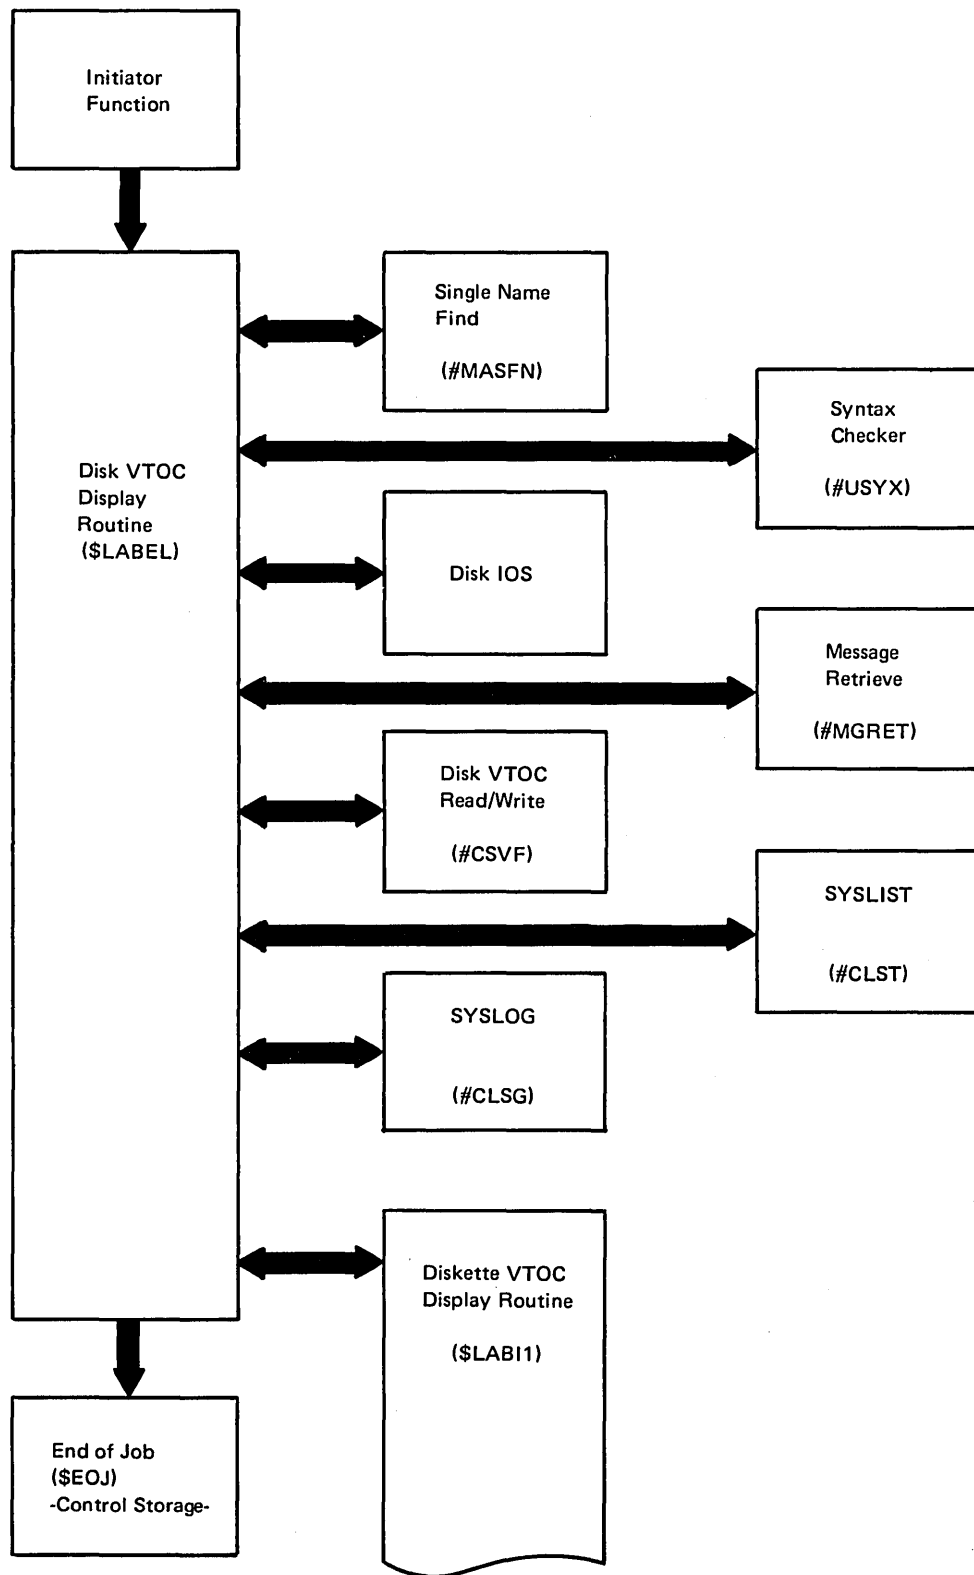 Initiator
Function
Single Name
Find
(#MASFN)
Syntax
Checker
(#USYX)
Disk VTOC
Display
Routine
($LABEL)
Disk IOS
Message
Retrieve
(#MGRET)
Disk VTOC
Read/Write
(#CSVF)
SYSLIST
(#CLST)
SYSLOG
(#CLSG)
Diskette VTOC
Display Routine
($LABI1)
End of Job
($EOJ)
-Control Storage-